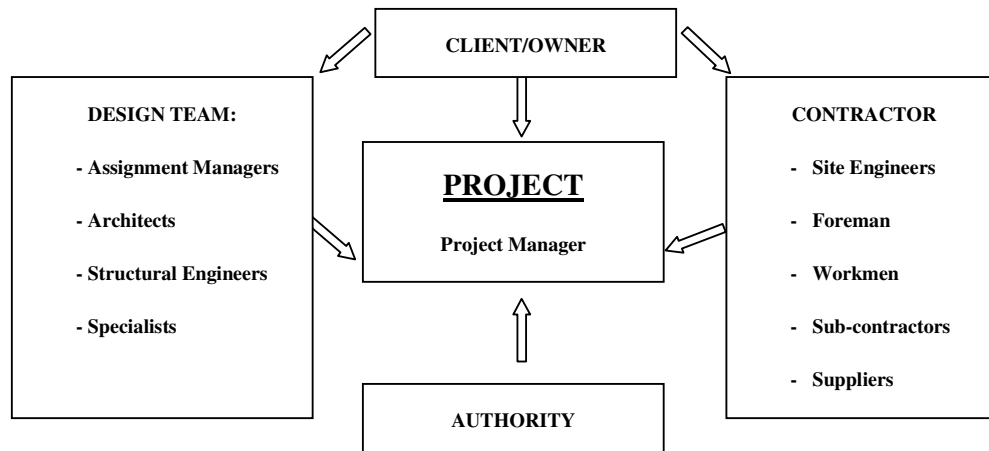 CLIENT/OWNER
DESIGN TEAM:
- Assignment Managers
- Architects
- Structural Engineers
- Specialists
PROJECT
Project Manager
CONTRACTOR
- Site Engineers
- Foreman
- Workmen
- Sub-contractors
- Suppliers
AUTHORITY